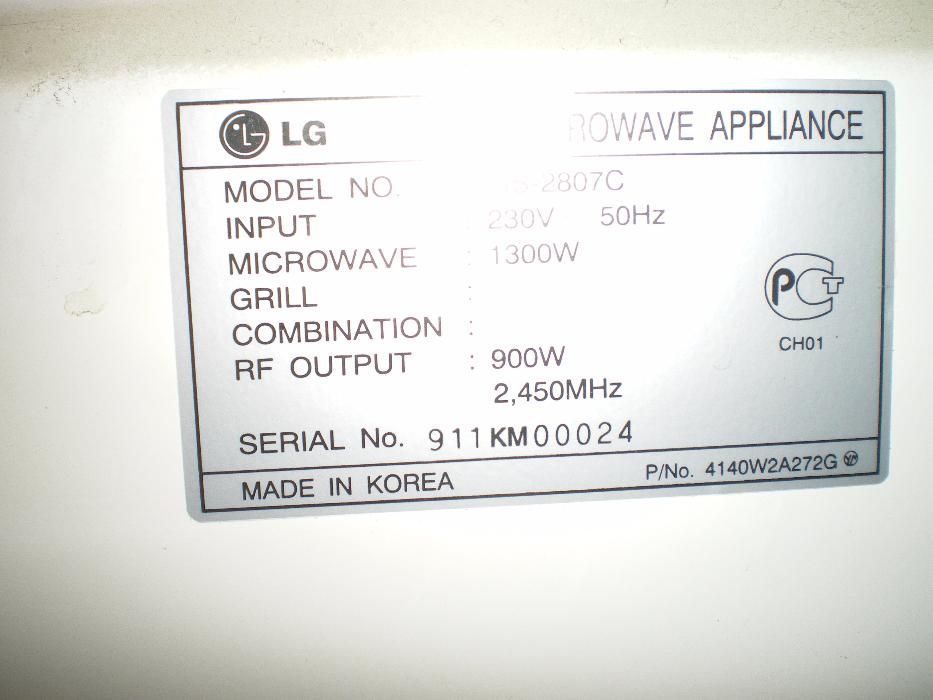 LG APPLIANCE
MODEL NO. -2807C
INPUT : 230V 50Hz
MICROWAVE : 1300W
GRILL :
COMBINATION :
RF OUTPUT : 900W
2,450MHz
PCT
CH01
SERIAL No. 911KM00024
MADE IN KOREA P/No. 4140W2A272G